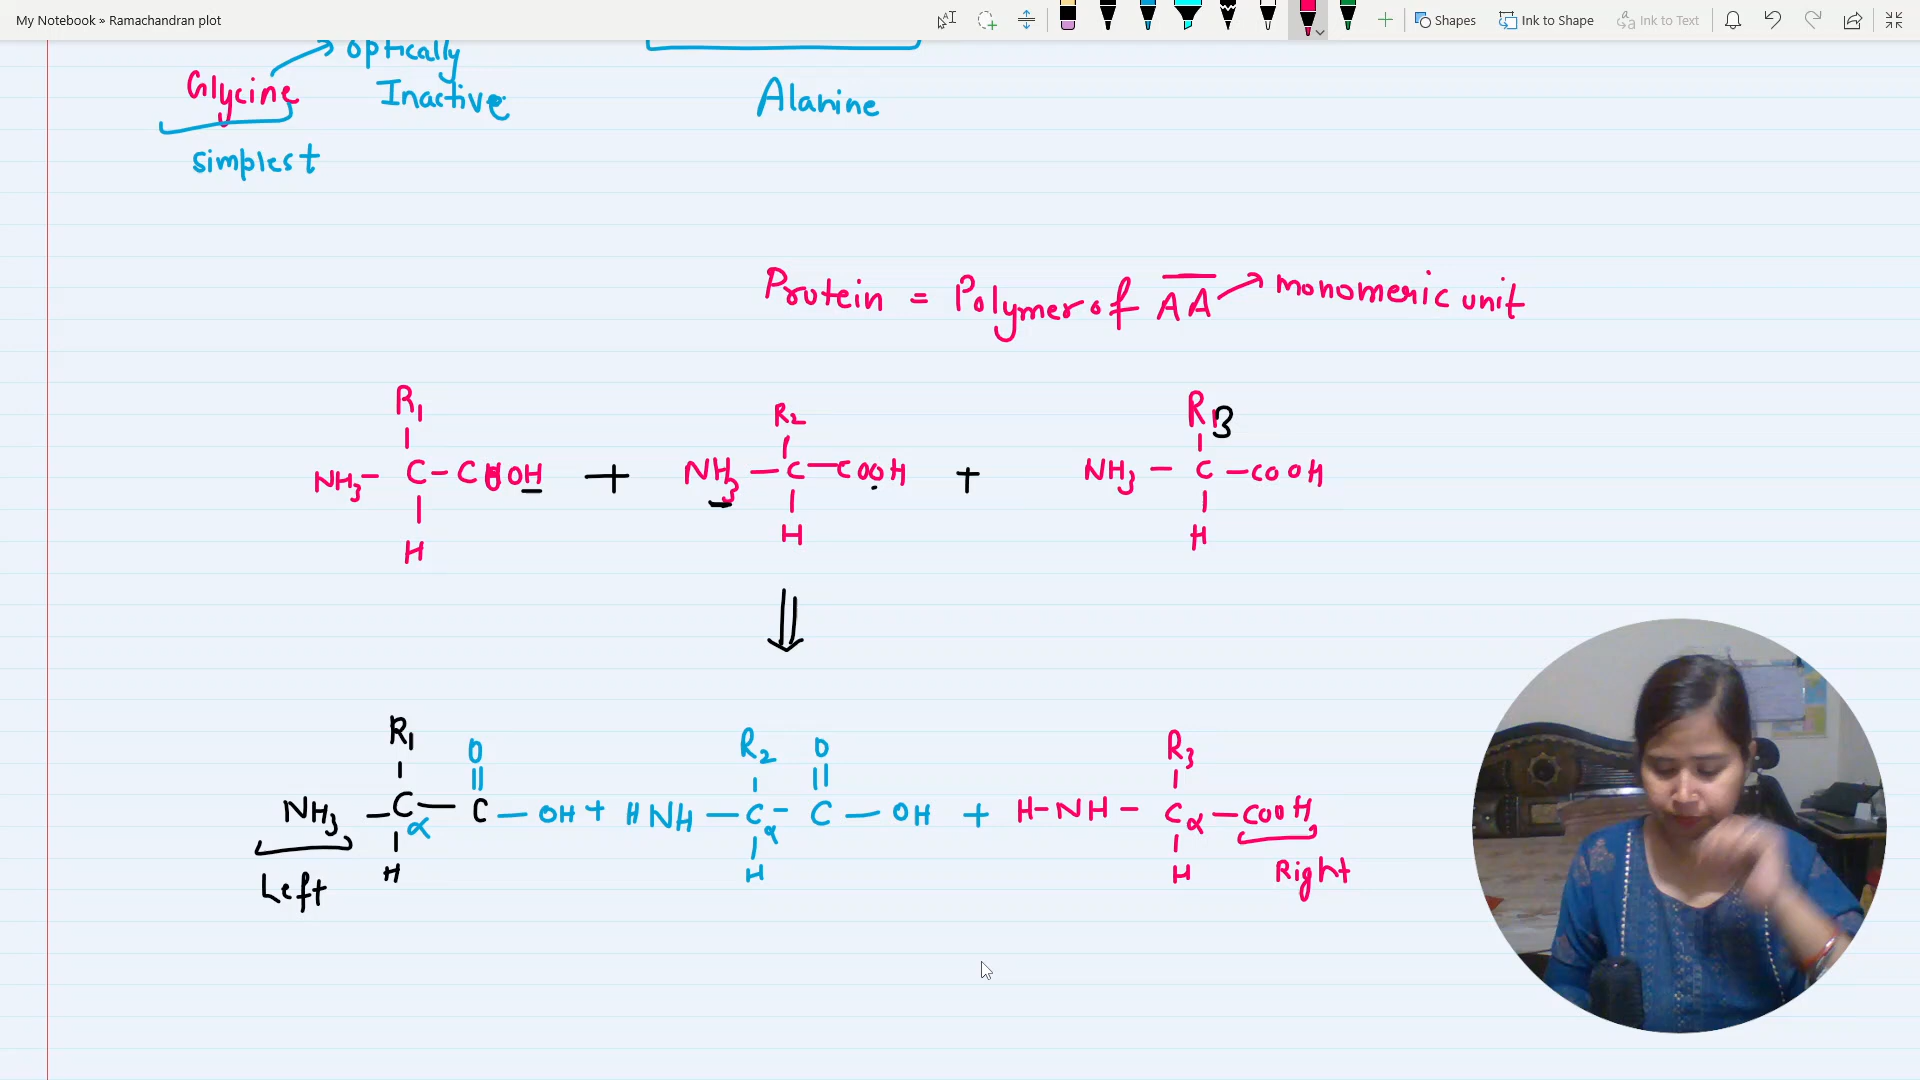 My Notebook » Ramachandran plot
Shapes Ink to Shape Ink to Text
optically
Glycine Inactive Alanine
simplest
Protein = Polymer of AA → monomeric unit
R1 R2 R3
NH3 - C - COOH + NH3 - C - COOH + NH3 - C - COOH
H H H
R1 O R2 O R3
NH3 - Cα - C - OH + HNH - Cα - C - OH + H-NH - Cα - COOH
H H H
Left Right